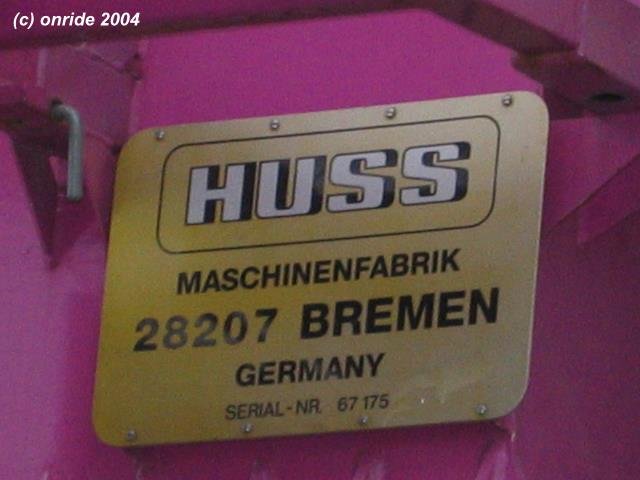 (c) onride 2004
HUSS
MASCHINENFABRIK
28207 BREMEN
GERMANY
SERIAL-NR. 67 175